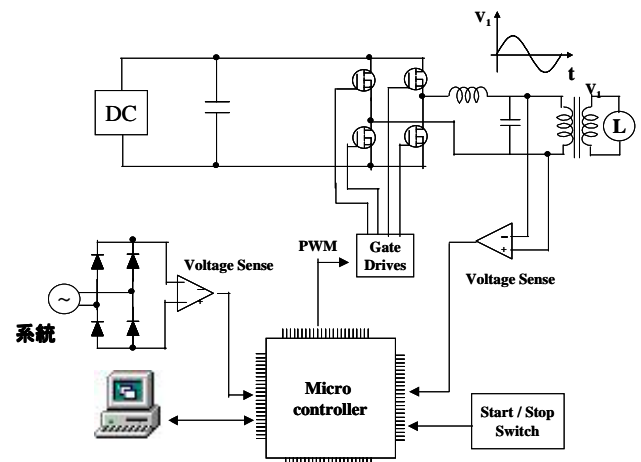 V1
t
DC
V1
L
PWM
Gate
Drives
Voltage Sense
Voltage Sense
~
系統
Micro
controller
Start / Stop
Switch